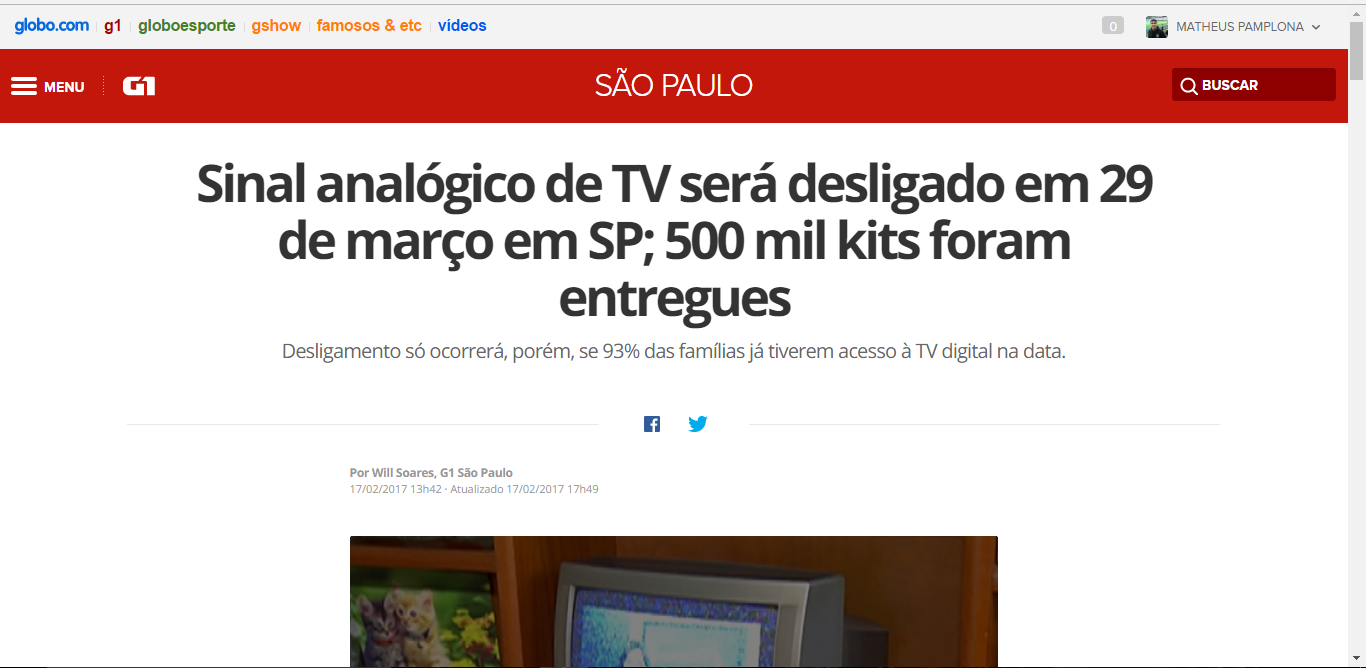 globo.com g1 globoesporte gshow famosos & etc vídeos 0 MATHEUS PAMPLONA
MENU G1 SÃO PAULO BUSCAR
Sinal analógico de TV será desligado em 29
de março em SP; 500 mil kits foram
entregues
Desligamento só ocorrerá, porém, se 93% das famílias já tiverem acesso à TV digital na data.
Por Will Soares, G1 São Paulo
17/02/2017 13h42 · Atualizado 17/02/2017 17h49